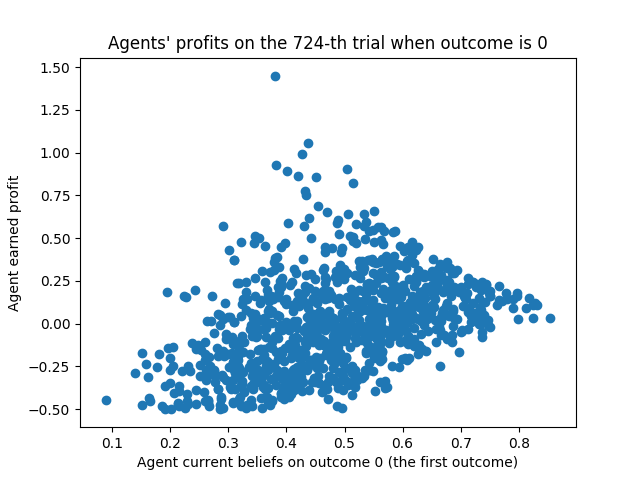 Agents' profits on the 724-th trial when outcome is 0
1.50
1.25
1.00
0.75
0.50
0.25
0.00
−0.25
−0.50
Agent earned profit
0.1 0.2 0.3 0.4 0.5 0.6 0.7 0.8
Agent current beliefs on outcome 0 (the first outcome)